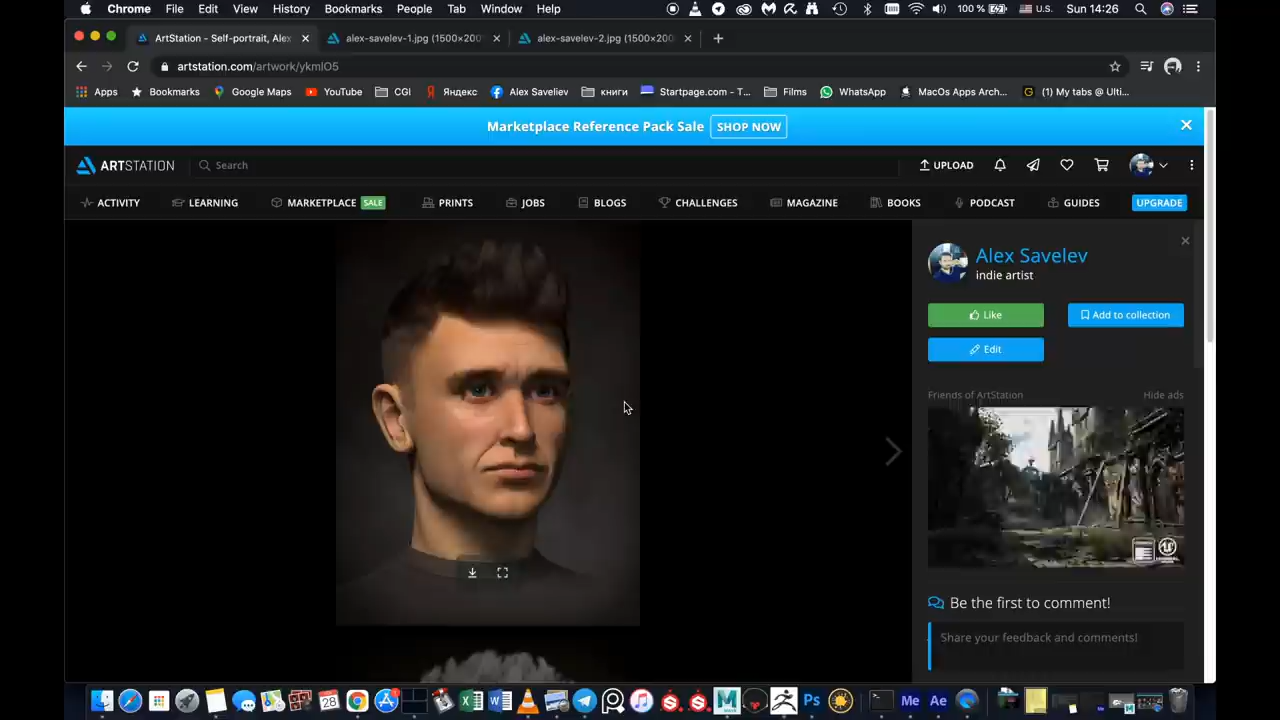 Chrome File Edit View History Bookmarks People Tab Window Help 100 % U.S. Sun 14:26
ArtStation - Self-portrait, Alex alex-savelev-1.jpg (1500×200 alex-savelev-2.jpg (1500×200
artstation.com/artwork/ykmlO5
Apps Bookmarks Google Maps YouTube CGI Яндекс Alex Saveliev книги Startpage.com - T... Films WhatsApp MacOs Apps Arch... (1) My tabs @ Ulti...
Marketplace Reference Pack Sale SHOP NOW
ARTSTATION Search UPLOAD
ACTIVITY LEARNING MARKETPLACE SALE PRINTS JOBS BLOGS CHALLENGES MAGAZINE BOOKS PODCAST GUIDES UPGRADE
Alex Savelev
indie artist
Like Add to collection
Edit
Friends of ArtStation Hide ads
Be the first to comment!
Share your feedback and comments!
28 Ps Me Ae